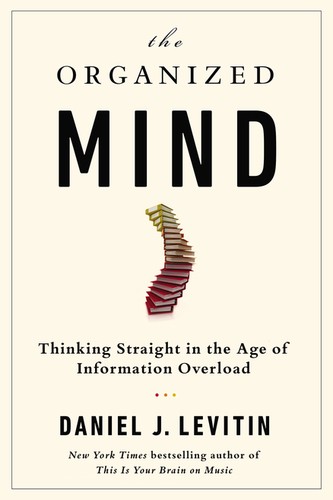 the
ORGANIZED
MIND
Thinking Straight in the Age of
Information Overload
DANIEL J. LEVITIN
New York Times bestselling author of
This Is Your Brain on Music